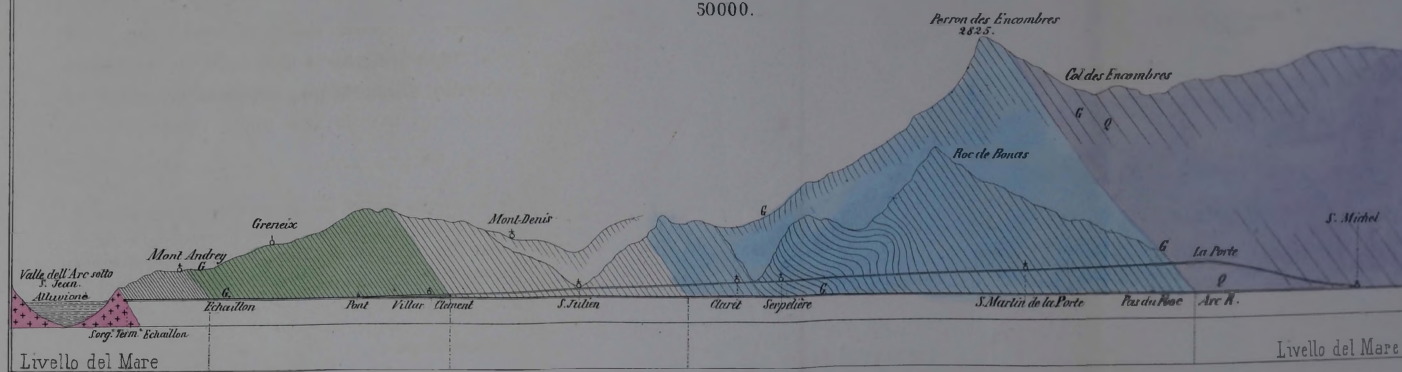 50000.
Perron des Encombres
2825.
Col des Encombres
G
Q
Roc de Bonas
G
S. Michel
Mont-Denis
Greneix
Mont Andrey
G
G
La Porte
Valle dell'Arc sotto
S. Jean.
Alluvione
G.
G
Q
Echaillon
Pont
Villar Clement
S. Julien
Claret
Serpolière
S. Martin de la Porte
Pas du Roc
Arc R.
Sorg. Term. Echaillon
Livello del Mare
Livello del Mare